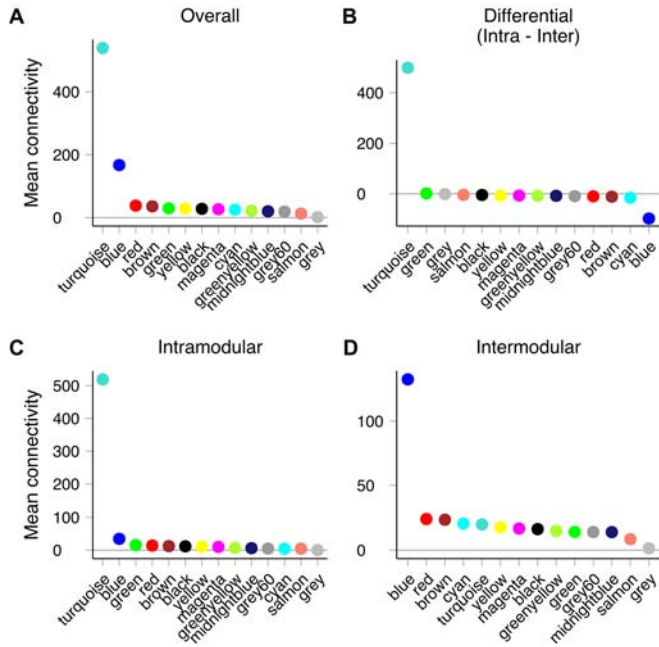 A
Overall
Mean connectivity
400
200
0
turquoise
blue
red
brown
green
yellow
black
magenta
cyan
greenyellow
midnightblue
grey60
salmon
grey
B
Differential
(Intra - Inter)
400
200
0
turquoise
green
grey
salmon
black
yellow
magenta
greenyellow
midnightblue
grey60
red
brown
cyan
blue
C
Intramodular
Mean connectivity
500
400
300
200
100
0
turquoise
blue
green
red
brown
black
yellow
magenta
greenyellow
midnightblue
grey60
cyan
salmon
grey
D
Intermodular
100
50
0
blue
red
brown
cyan
turquoise
yellow
magenta
black
greenyellow
green
grey60
midnightblue
salmon
grey